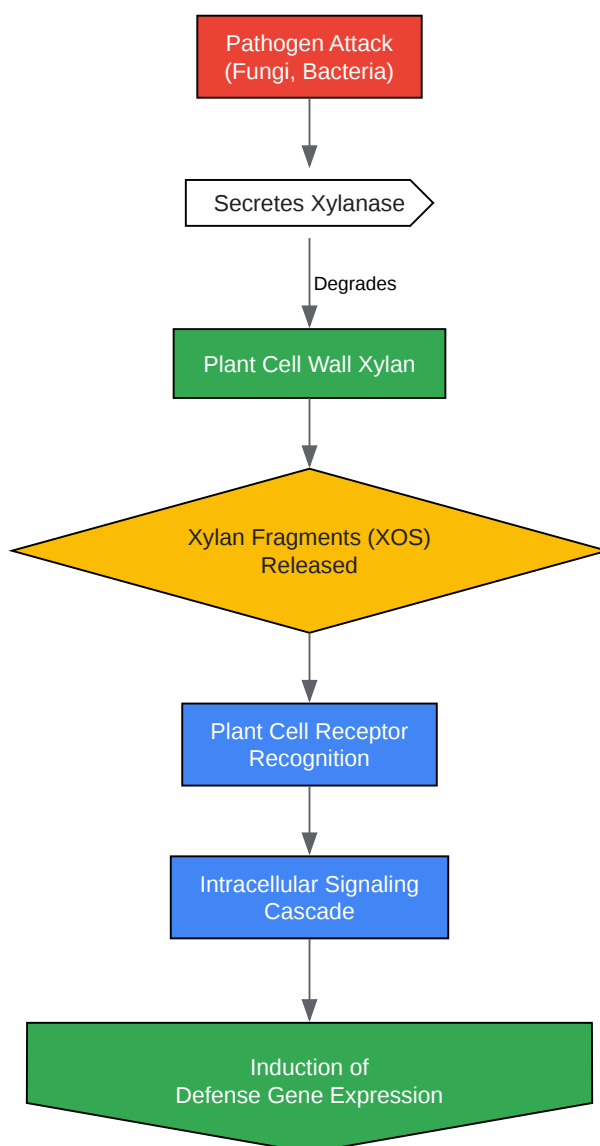 Pathogen Attack
(Fungi, Bacteria)
Secretes Xylanase
Degrades
Plant Cell Wall Xylan
Xylan Fragments (XOS)
Released
Plant Cell Receptor
Recognition
Intracellular Signaling
Cascade
Induction of
Defense Gene Expression